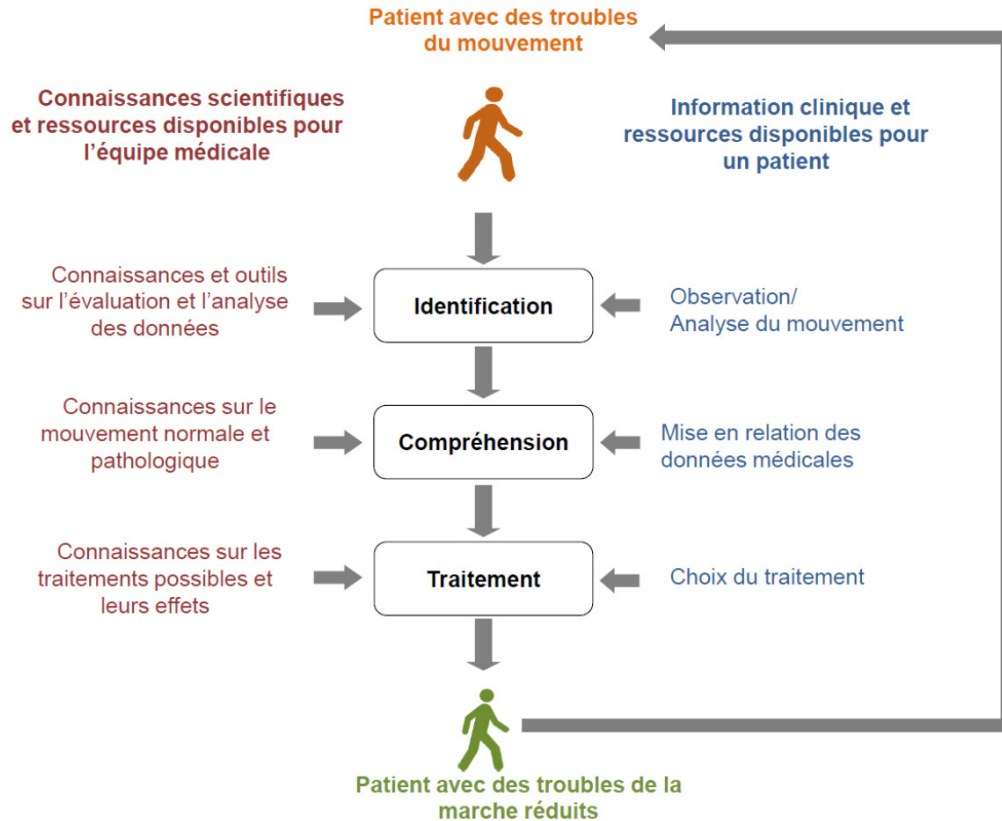 Patient avec des troubles
du mouvement
Connaissances scientifiques
et ressources disponibles pour
l'équipe médicale
Information clinique et
ressources disponibles pour
un patient
Connaissances et outils
sur l'évaluation et l'analyse
des données
Identification
Observation/
Analyse du mouvement
Connaissances sur le
mouvement normale et
pathologique
Compréhension
Mise en relation des
données médicales
Connaissances sur les
traitements possibles et
leurs effets
Traitement
Choix du traitement
Patient avec des troubles de la
marche réduits